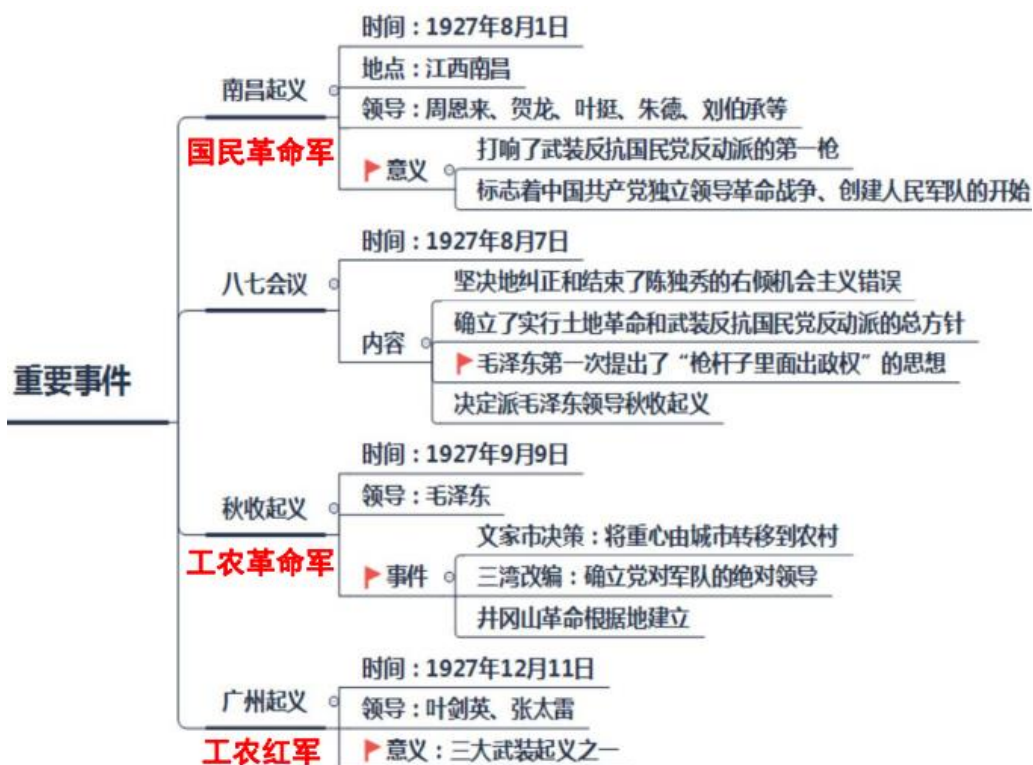 重要事件
南昌起义
国民革命军
时间：1927年8月1日
地点：江西南昌
领导：周恩来、贺龙、叶挺、朱德、刘伯承等
意义
打响了武装反抗国民党反动派的第一枪
标志着中国共产党独立领导革命战争、创建人民军队的开始
八七会议
时间：1927年8月7日
内容
坚决地纠正和结束了陈独秀的右倾机会主义错误
确立了实行土地革命和武装反抗国民党反动派的总方针
毛泽东第一次提出了“枪杆子里面出政权”的思想
决定派毛泽东领导秋收起义
秋收起义
工农革命军
时间：1927年9月9日
领导：毛泽东
事件
文家市决策：将重心由城市转移到农村
三湾改编：确立党对军队的绝对领导
井冈山革命根据地建立
广州起义
工农红军
时间：1927年12月11日
领导：叶剑英、张太雷
意义：三大武装起义之一